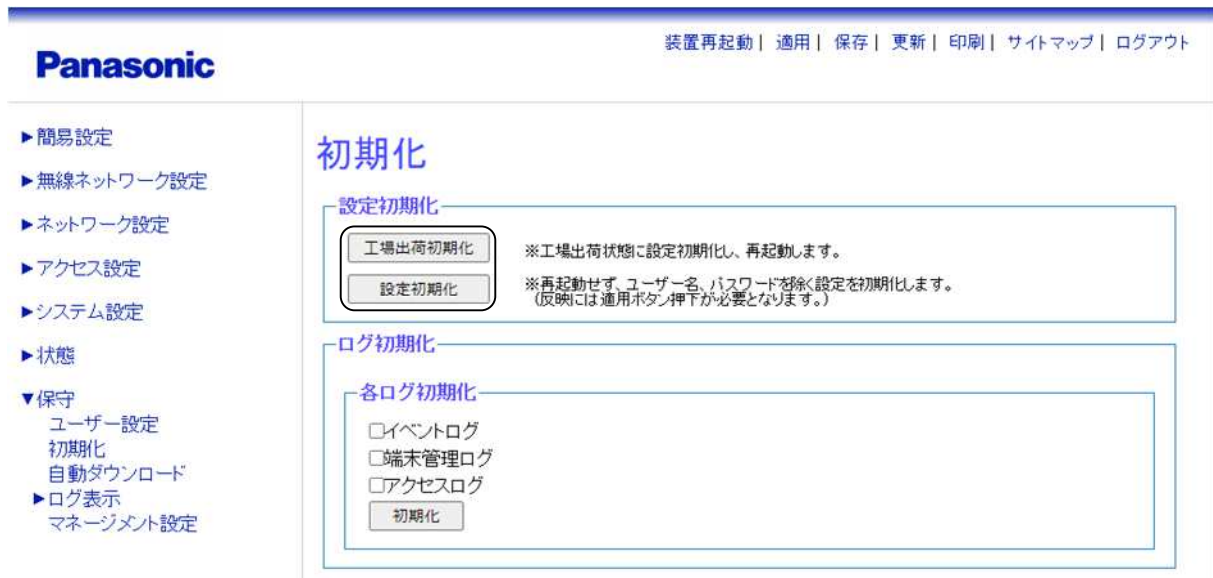 装置再起動| 適用| 保存| 更新| 印刷| サイトマップ| ログアウト
Panasonic
▶簡易設定
▶無線ネットワーク設定
▶ネットワーク設定
▶アクセス設定
▶システム設定
▶状態
▼保守
ユーザー設定
初期化
自動ダウンロード
▶ログ表示
マネージメント設定
初期化
設定初期化
工場出荷初期化 ※工場出荷状態に設定初期化し、再起動します。
設定初期化 ※再起動せず、ユーザー名、パスワードを除く設定を初期化します。
(反映には適用ボタン押下が必要となります。)
ログ初期化
各ログ初期化
□イベントログ
□端末管理ログ
□アクセスログ
初期化